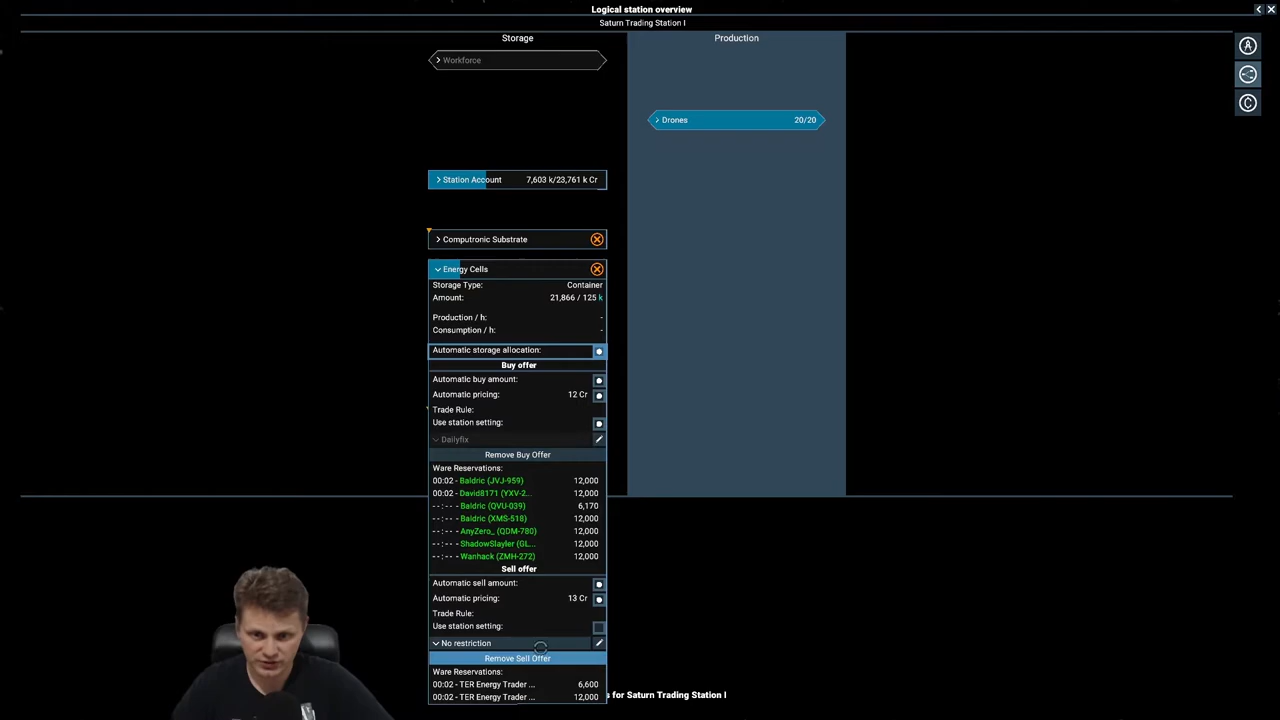 Logical station overview
Saturn Trading Station I
Storage
Production
Workforce
Drones 20/20
Station Account 7,603 k/23,761 k Cr
Computronic Substrate
Energy Cells
Storage Type: Container
Amount: 21,866 / 125 k
Production / h: -
Consumption / h: -
Automatic storage allocation:
Buy offer
Automatic buy amount:
Automatic pricing: 12 Cr
Trade Rule:
Use station setting:
Dailyfix
Remove Buy Offer
Ware Reservations:
00:02 - Baldric (JVJ-959) 12,000
00:02 - David8171 (YXV-2... 12,000
--:-- - Baldric (QVU-039) 6,170
--:-- - Baldric (XMS-518) 12,000
--:-- - AnyZero_ (QDM-780) 12,000
--:-- - ShadowSlayler (GL... 12,000
--:-- - Wanhack (ZMH-272) 12,000
Sell offer
Automatic sell amount:
Automatic pricing: 13 Cr
Trade Rule:
Use station setting:
No restriction
Remove Sell Offer
Ware Reservations:
00:02 - TER Energy Trader ... 6,600
00:02 - TER Energy Trader ... 12,000
s for Saturn Trading Station I